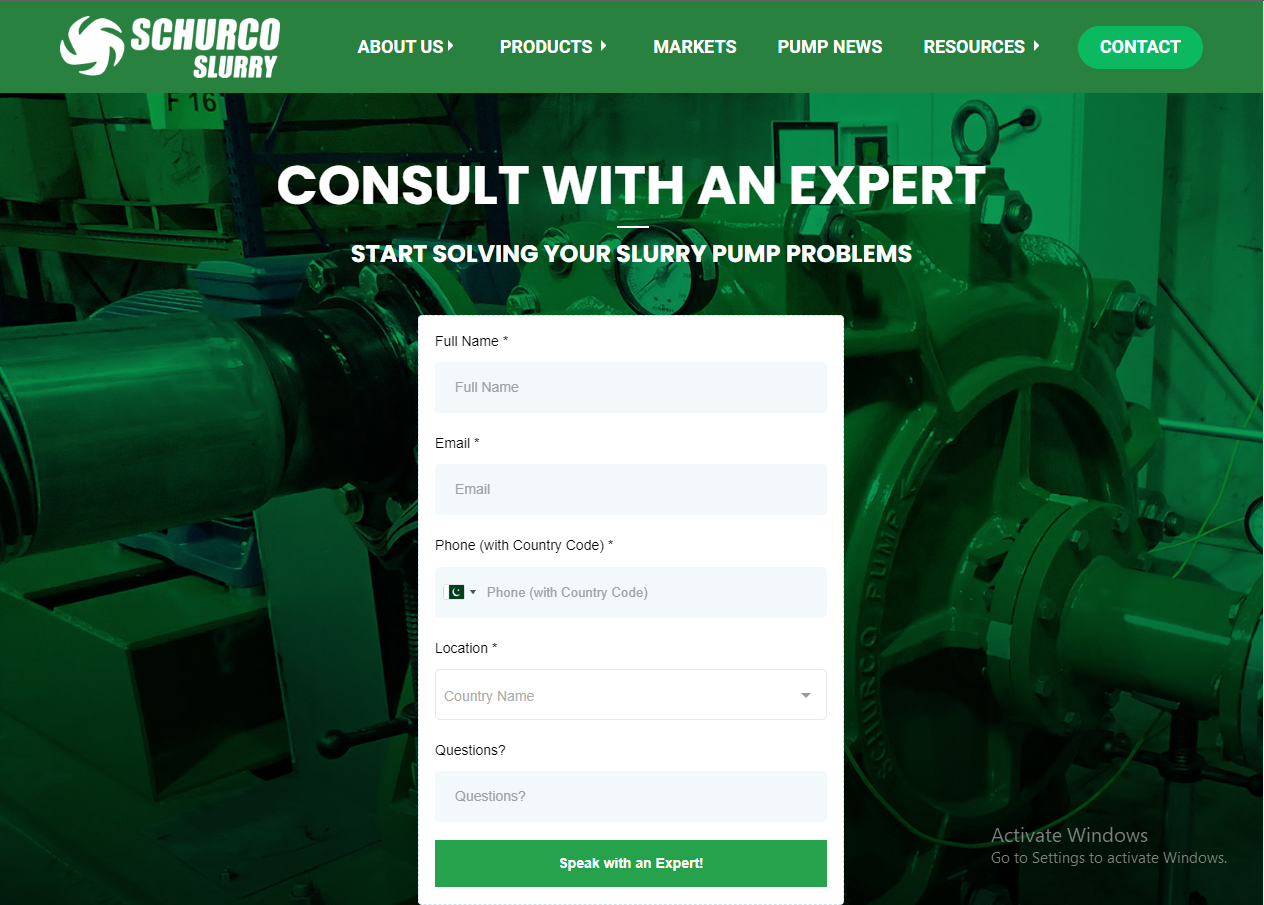 SCHURCO
SLURRY
ABOUT US
PRODUCTS
MARKETS
PUMP NEWS
RESOURCES
CONTACT
F 161
CONSULT WITH AN EXPERT
START SOLVING YOUR SLURRY PUMP PROBLEMS
Full Name *
Full Name
Email *
Email
Phone (with Country Code) *
Phone (with Country Code)
Location *
Country Name
Questions?
Questions?
Speak with an Expert!
SCHURCO PUMP
Activate Windows
Go to Settings to activate Windows.